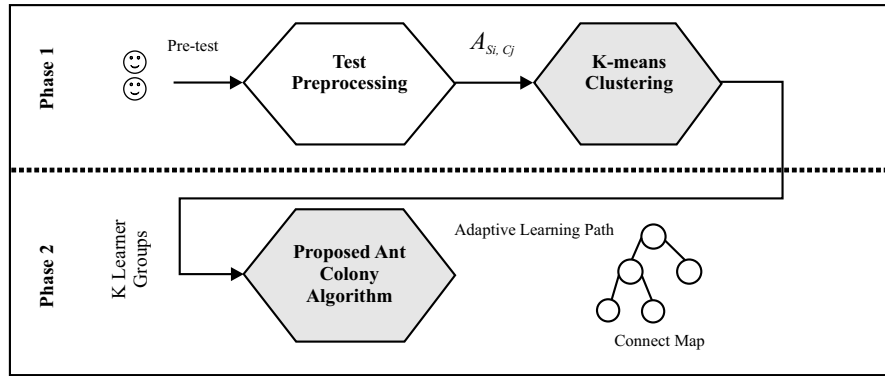 Phase 1
Pre-test
Test
Preprocessing
A Si, Cj
K-means
Clustering
Phase 2
K Learner
Groups
Proposed Ant
Colony
Algorithm
Adaptive Learning Path
Connect Map